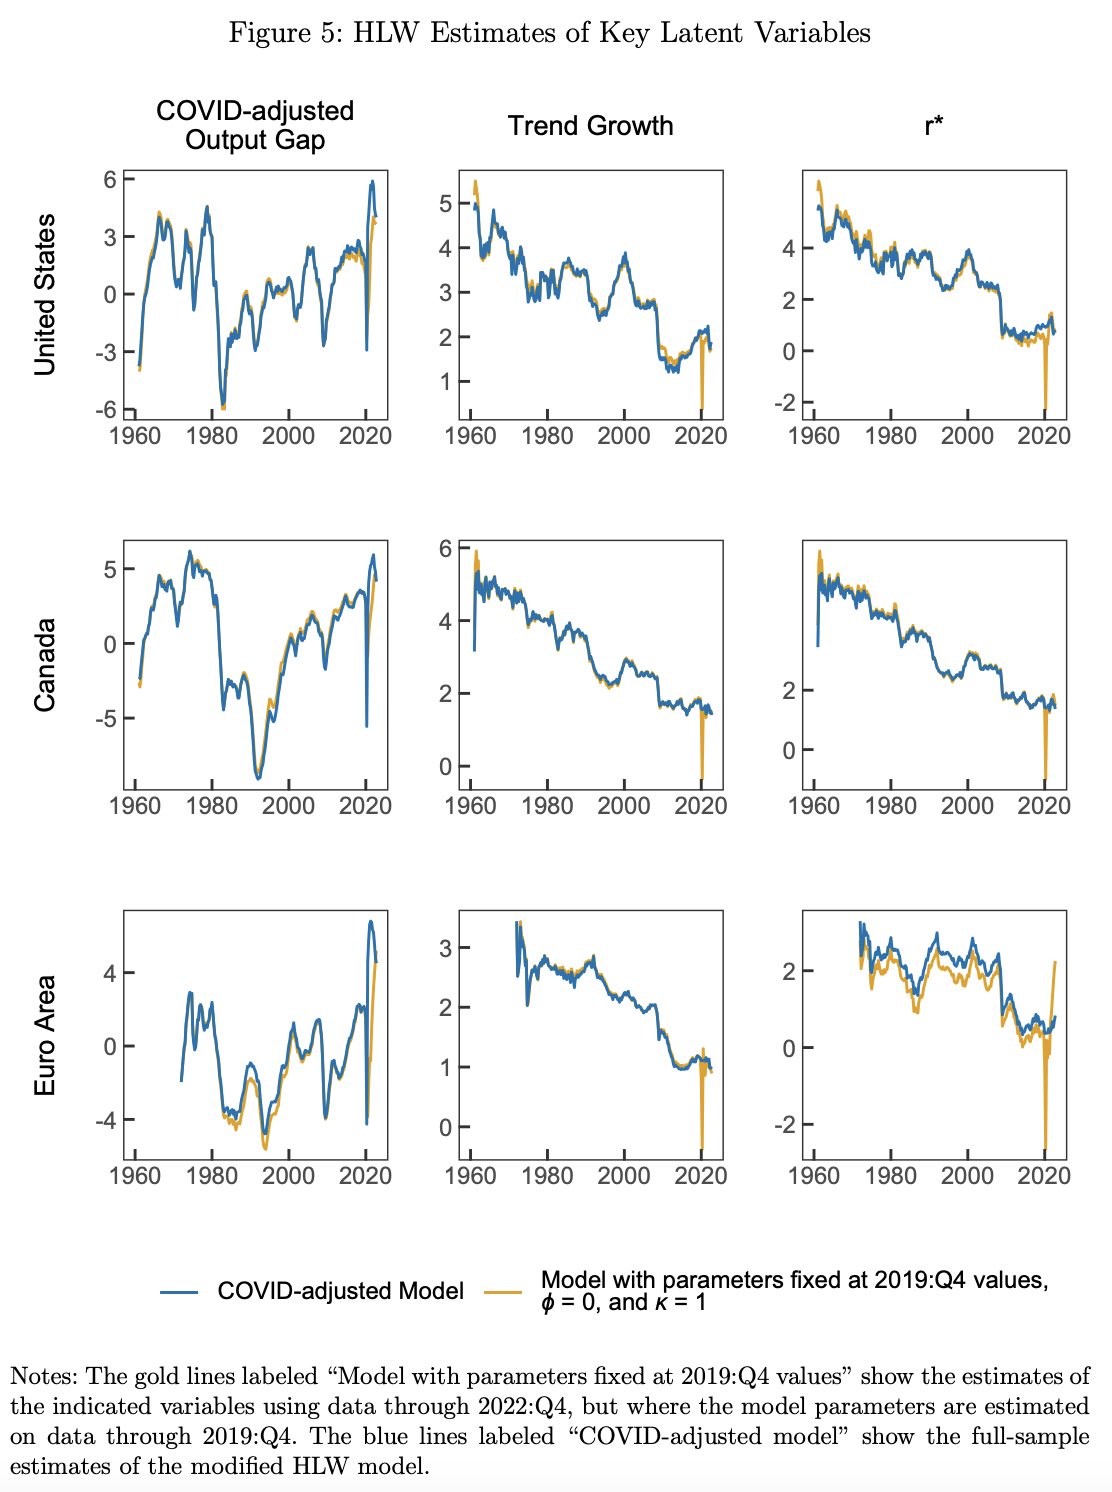 Figure 5: HLW Estimates of Key Latent Variables
COVID-adjusted
Output Gap
Trend Growth
r*
United States
6
3
0
-3
-6
1960 1980 2000 2020
5
4
3
2
1
1960 1980 2000 2020
4
2
0
-2
1960 1980 2000 2020
Canada
5
0
-5
1960 1980 2000 2020
6
4
2
0
1960 1980 2000 2020
2
0
1960 1980 2000 2020
Euro Area
4
0
-4
1960 1980 2000 2020
3
2
1
0
1960 1980 2000 2020
2
0
-2
1960 1980 2000 2020
COVID-adjusted Model
Model with parameters fixed at 2019:Q4 values,
ϕ = 0, and κ = 1
Notes: The gold lines labeled “Model with parameters fixed at 2019:Q4 values” show the estimates of
the indicated variables using data through 2022:Q4, but where the model parameters are estimated
on data through 2019:Q4. The blue lines labeled “COVID-adjusted model” show the full-sample
estimates of the modified HLW model.